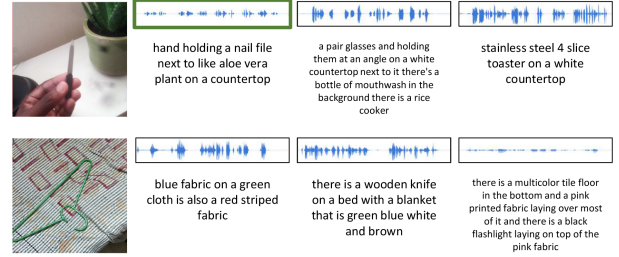 hand holding a nail file
next to like aloe vera
plant on a countertop
a pair glasses and holding
them at an angle on a white
countertop next to it there's a
bottle of mouthwash in the
background there is a rice
cooker
stainless steel 4 slice
toaster on a white
countertop
blue fabric on a green
cloth is also a red striped
fabric
there is a wooden knife
on a bed with a blanket
that is green blue white
and brown
there is a multicolor tile floor
in the bottom and a pink
printed fabric laying over most
of it and there is a black
flashlight laying on top of the
pink fabric